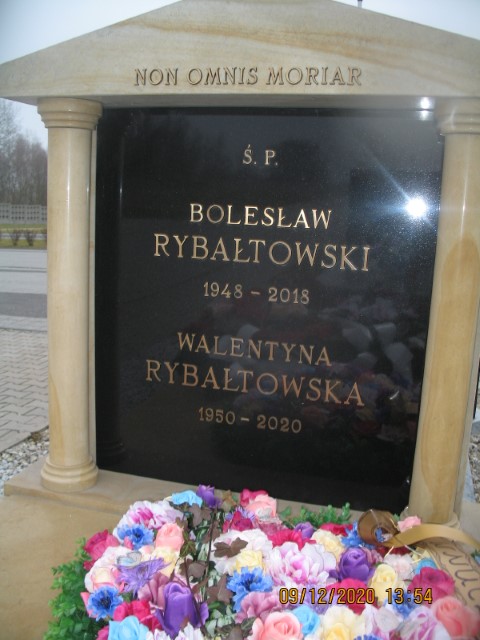 NON OMNIS MORIAR
Ś. P.
BOLESŁAW
RYBAŁTOWSKI
1948 – 2018
WALENTYNA
RYBAŁTOWSKA
1950 – 2020
09/12/2020 13:54